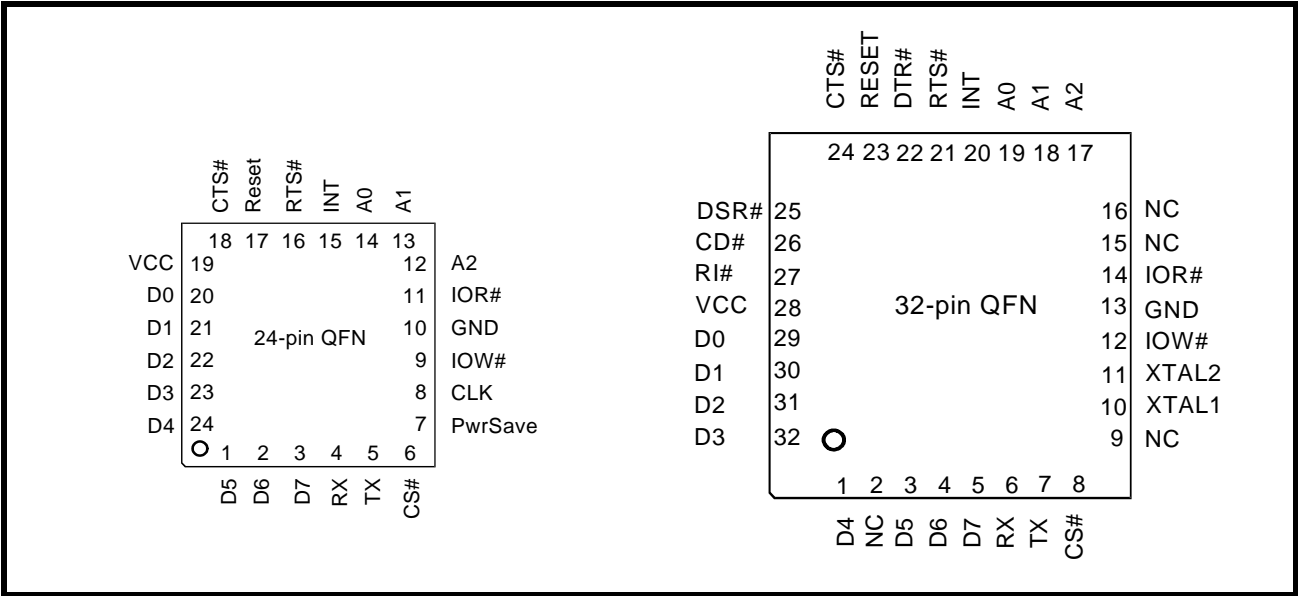 CTS# Reset RTS# INT A0 A1
18 17 16 15 14 13
VCC 19 12 A2
D0 20 11 IOR#
D1 21 10 GND
24-pin QFN
D2 22 9 IOW#
D3 23 8 CLK
D4 24 7 PwrSave
1 2 3 4 5 6
D5 D6 D7 RX TX CS#
CTS# RESET DTR# RTS# INT A0 A1 A2
24 23 22 21 20 19 18 17
DSR# 25 16 NC
CD# 26 15 NC
RI# 27 14 IOR#
VCC 28 13 GND
32-pin QFN
D0 29 12 IOW#
D1 30 11 XTAL2
D2 31 10 XTAL1
D3 32 9 NC
1 2 3 4 5 6 7 8
D4 NC D5 D6 D7 RX TX CS#